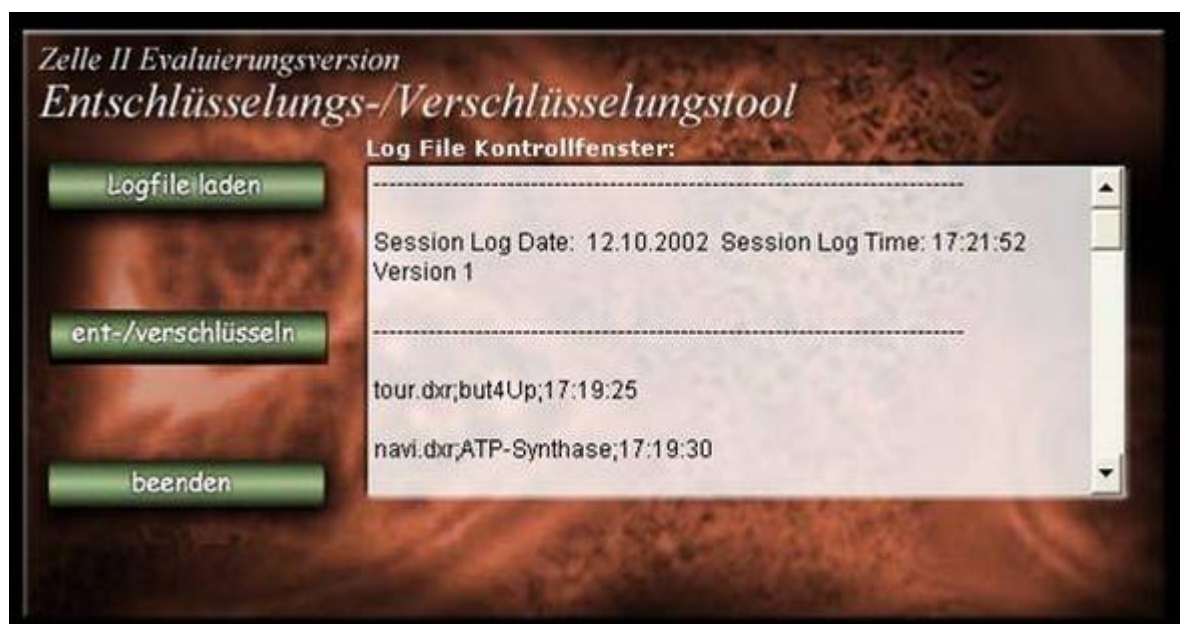 Zelle II Evaluierungsversion
Entschlüsselungs-/Verschlüsselungstool
Log File Kontrollfenster:
Logfile laden
ent-/verschlüsseln
beenden
--------------------------------------------------------------------------------
Session Log Date:  12.10.2002  Session Log Time: 17:21:52
Version 1
--------------------------------------------------------------------------------
tour.dxr;but4Up;17:19:25
navi.dxr;ATP-Synthase;17:19:30